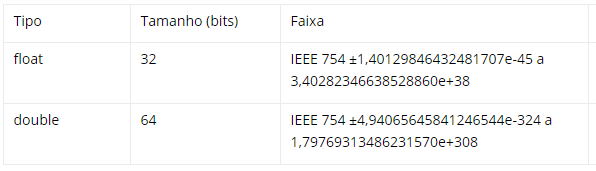 Tipo Tamanho (bits) Faixa
float 32 IEEE 754 ±1,40129846432481707e-45 a
3,40282346638528860e+38
double 64 IEEE 754 ±4,94065645841246544e-324 a
1,79769313486231570e+308